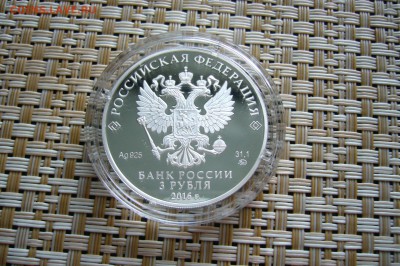 РОССИЙСКАЯ ФЕДЕРАЦИЯ
Ag 925 31,1
БАНК РОССИИ
3 РУБЛЯ
2016 г.